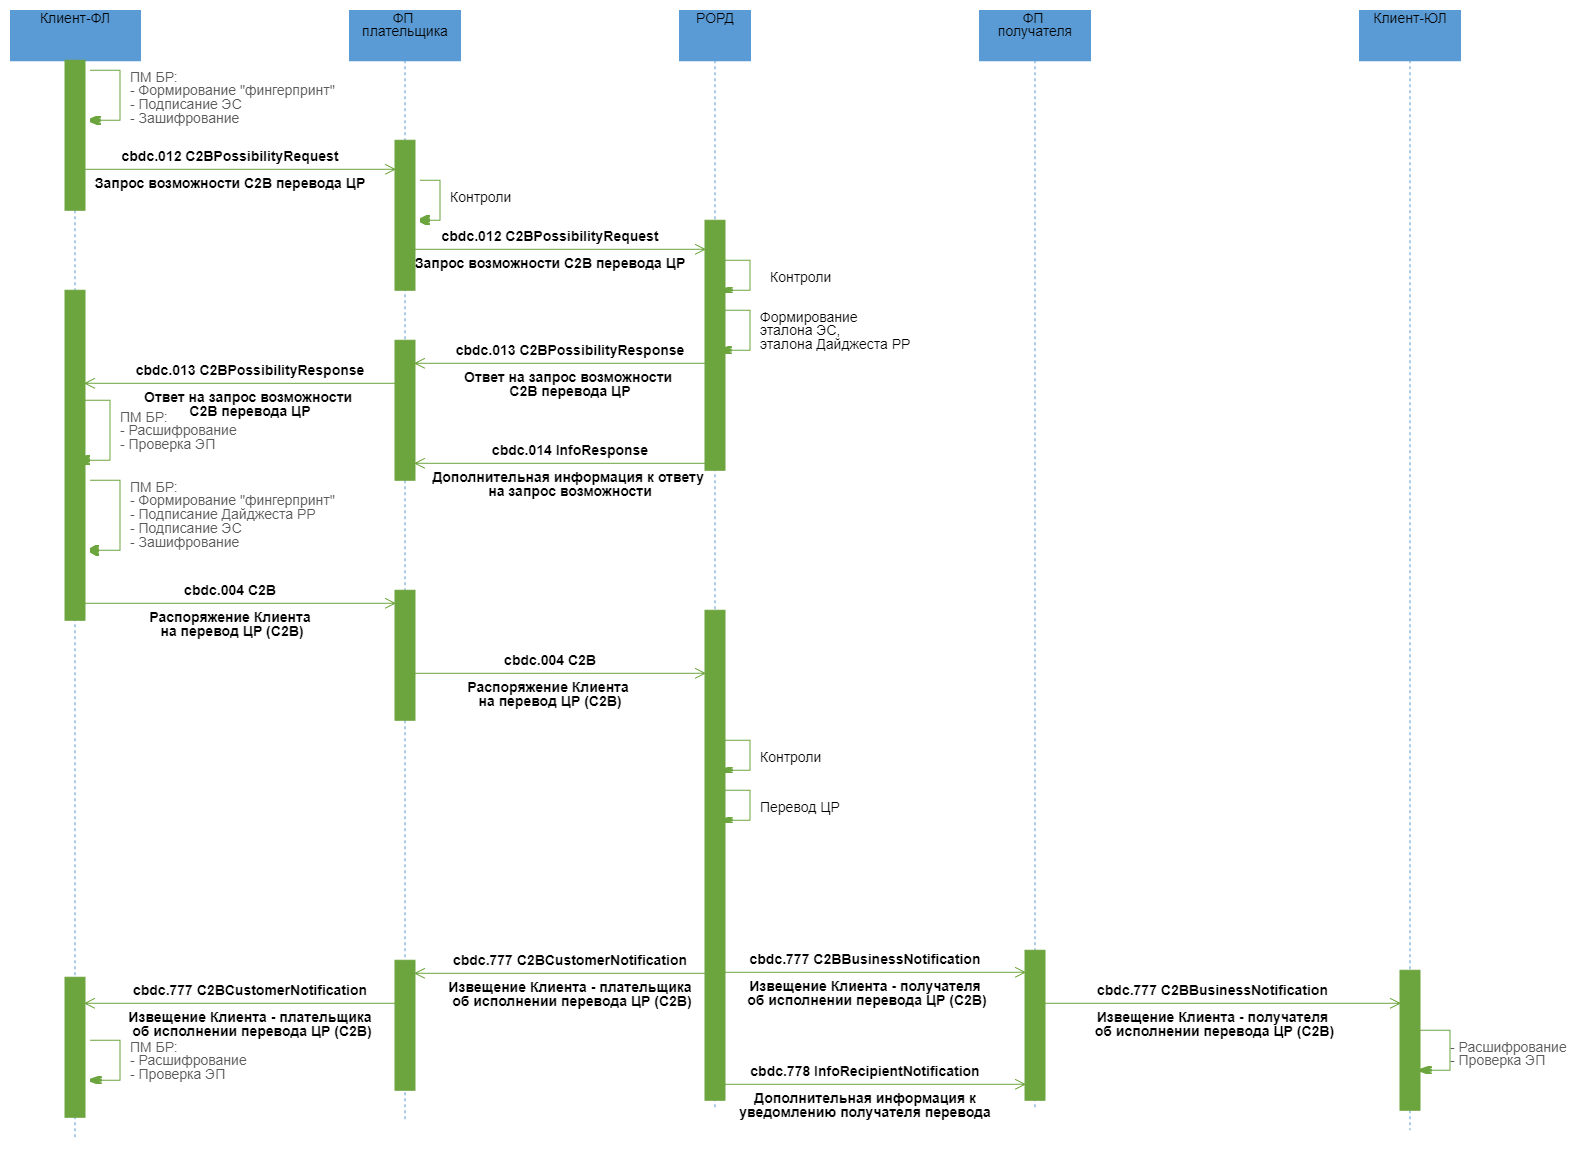 Клиент-ФЛ
ФП
плательщика
РОРД
ФП
получателя
Клиент-ЮЛ
ПМ БР:
- Формирование "фингерпринт"
- Подписание ЭС
- Зашифрование
cbdc.012 C2BPossibilityRequest
Запрос возможности C2B перевода ЦР
Контроли
cbdc.012 C2BPossibilityRequest
Запрос возможности C2B перевода ЦР
Контроли
Формирование
эталона ЭС,
эталона Дайджеста РР
cbdc.013 C2BPossibilityResponse
Ответ на запрос возможности
C2B перевода ЦР
cbdc.013 C2BPossibilityResponse
Ответ на запрос возможности
C2B перевода ЦР
ПМ БР:
- Расшифрование
- Проверка ЭП
cbdc.014 InfoResponse
Дополнительная информация к ответу
на запрос возможности
ПМ БР:
- Формирование "фингерпринт"
- Подписание Дайджеста РР
- Подписание ЭС
- Зашифрование
cbdc.004 C2B
Распоряжение Клиента
на перевод ЦР (C2B)
cbdc.004 C2B
Распоряжение Клиента
на перевод ЦР (C2B)
Контроли
Перевод ЦР
cbdc.777 C2BCustomerNotification
Извещение Клиента - плательщика
об исполнении перевода ЦР (C2B)
cbdc.777 C2BBusinessNotification
Извещение Клиента - получателя
об исполнении перевода ЦР (C2B)
cbdc.777 C2BCustomerNotification
Извещение Клиента - плательщика
об исполнении перевода ЦР (C2B)
cbdc.777 C2BBusinessNotification
Извещение Клиента - получателя
об исполнении перевода ЦР (C2B)
ПМ БР:
- Расшифрование
- Проверка ЭП
- Расшифрование
- Проверка ЭП
cbdc.778 InfoRecipientNotification
Дополнительная информация к
уведомлению получателя перевода